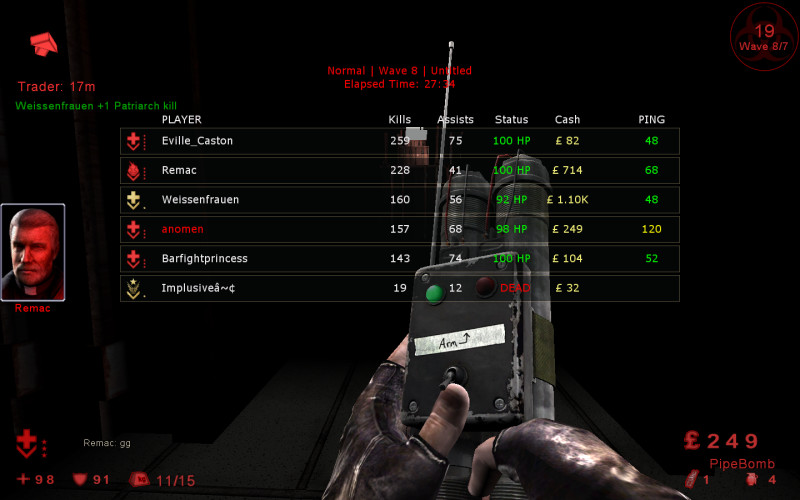 19
Wave 8/7
Normal | Wave 8 | Untitled
Elapsed Time: 27:34
Trader: 17m
Weissenfrauen +1 Patriarch kill
PLAYER Kills Assists Status Cash PING
Eville_Caston 259 75 100 HP £ 82 48
Remac 228 41 100 HP £ 714 68
Weissenfrauen 160 56 92 HP £ 1.10K 48
anomen 157 68 98 HP £ 249 120
Barfightprincess 143 74 100 HP £ 104 52
Implusiveâ~¢ 19 12 DEAD £ 32
Remac
Arm
Remac: gg
£ 249
PipeBomb
98 91 11/15 1 4